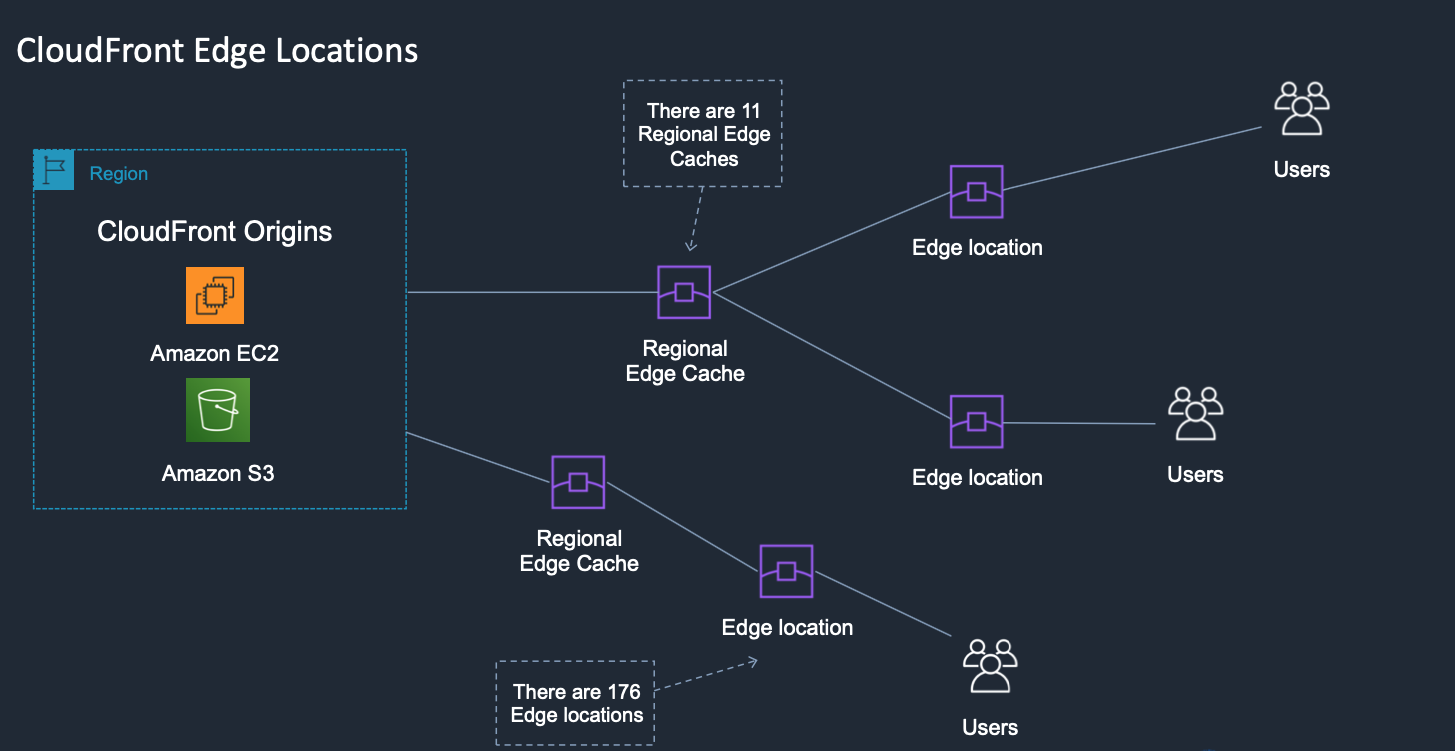 CloudFront Edge Locations
There are 11
Regional Edge
Caches
Users
Region
CloudFront Origins
Edge location
Amazon EC2
Regional
Edge Cache
Amazon S3
Edge location
Users
Regional
Edge Cache
Edge location
There are 176
Edge locations
Users